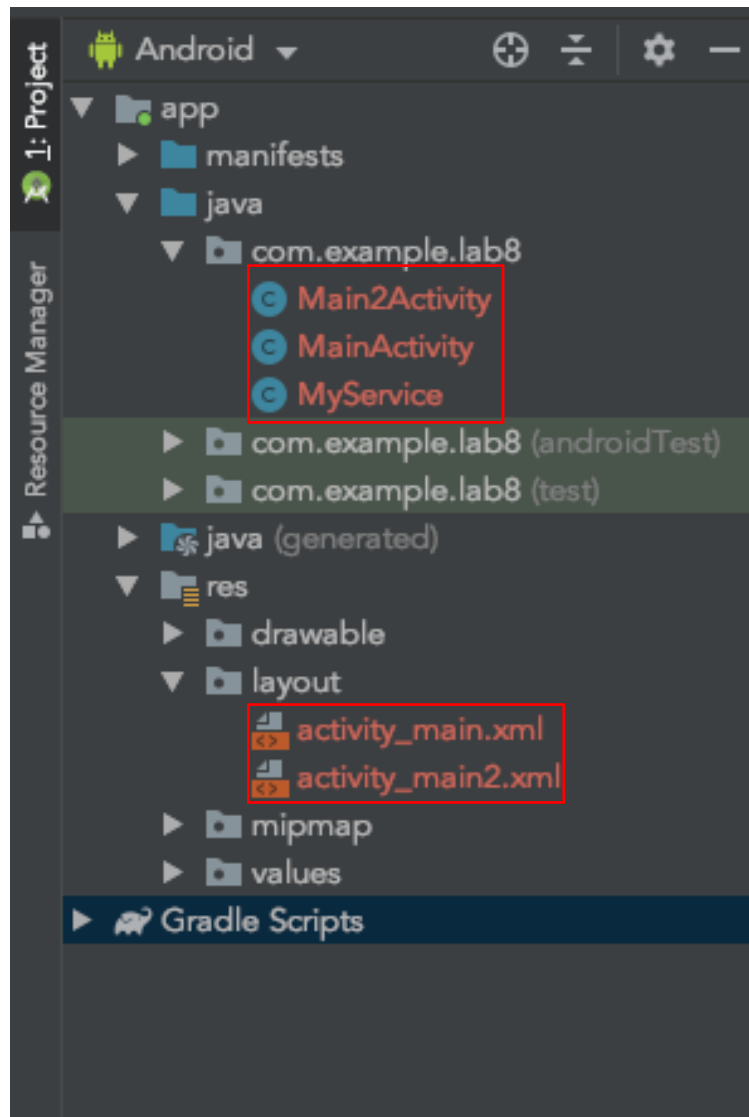 1: Project
Resource Manager
Android
app
manifests
java
com.example.lab8
Main2Activity
MainActivity
MyService
com.example.lab8 (androidTest)
com.example.lab8 (test)
java (generated)
res
drawable
layout
activity_main.xml
activity_main2.xml
mipmap
values
Gradle Scripts